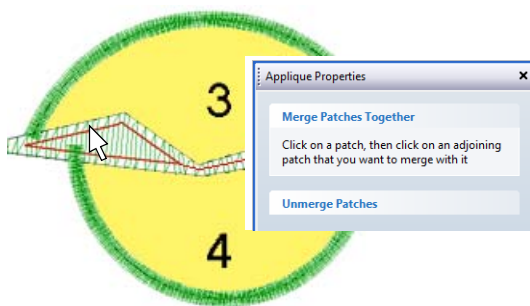 3
Applique Properties
Merge Patches Together
Click on a patch, then click on an adjoining
patch that you want to merge with it
Unmerge Patches
4